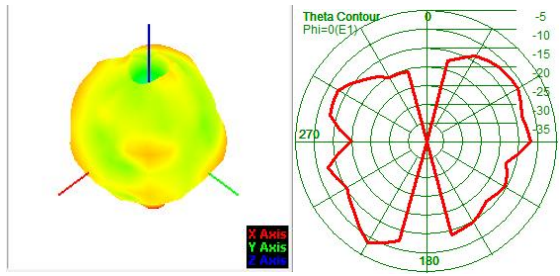 X Axis
Y Axis
Z Axis
Theta Contour
Phi=0(E1)
0
-5
-10
-15
-20
-25
-30
-35
270
180